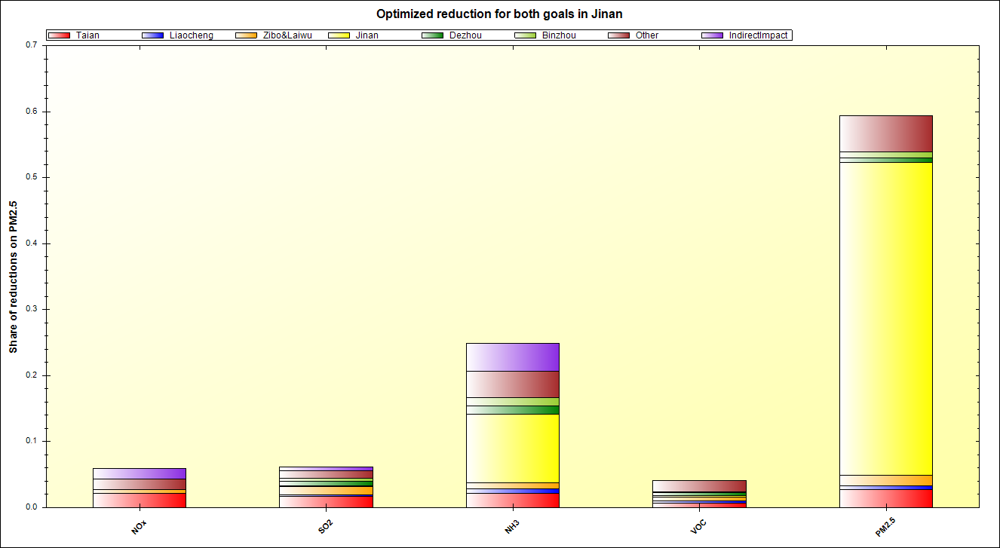 Optimized reduction for both goals in Jinan
Taian Liaocheng Zibo&Laiwu Jinan Dezhou Binzhou Other IndirectImpact
0.7
0.6
0.5
0.4
0.3
0.2
0.1
0.0
Share of reductions on PM2.5
NOx SO2 NH3 VOC PM2.5